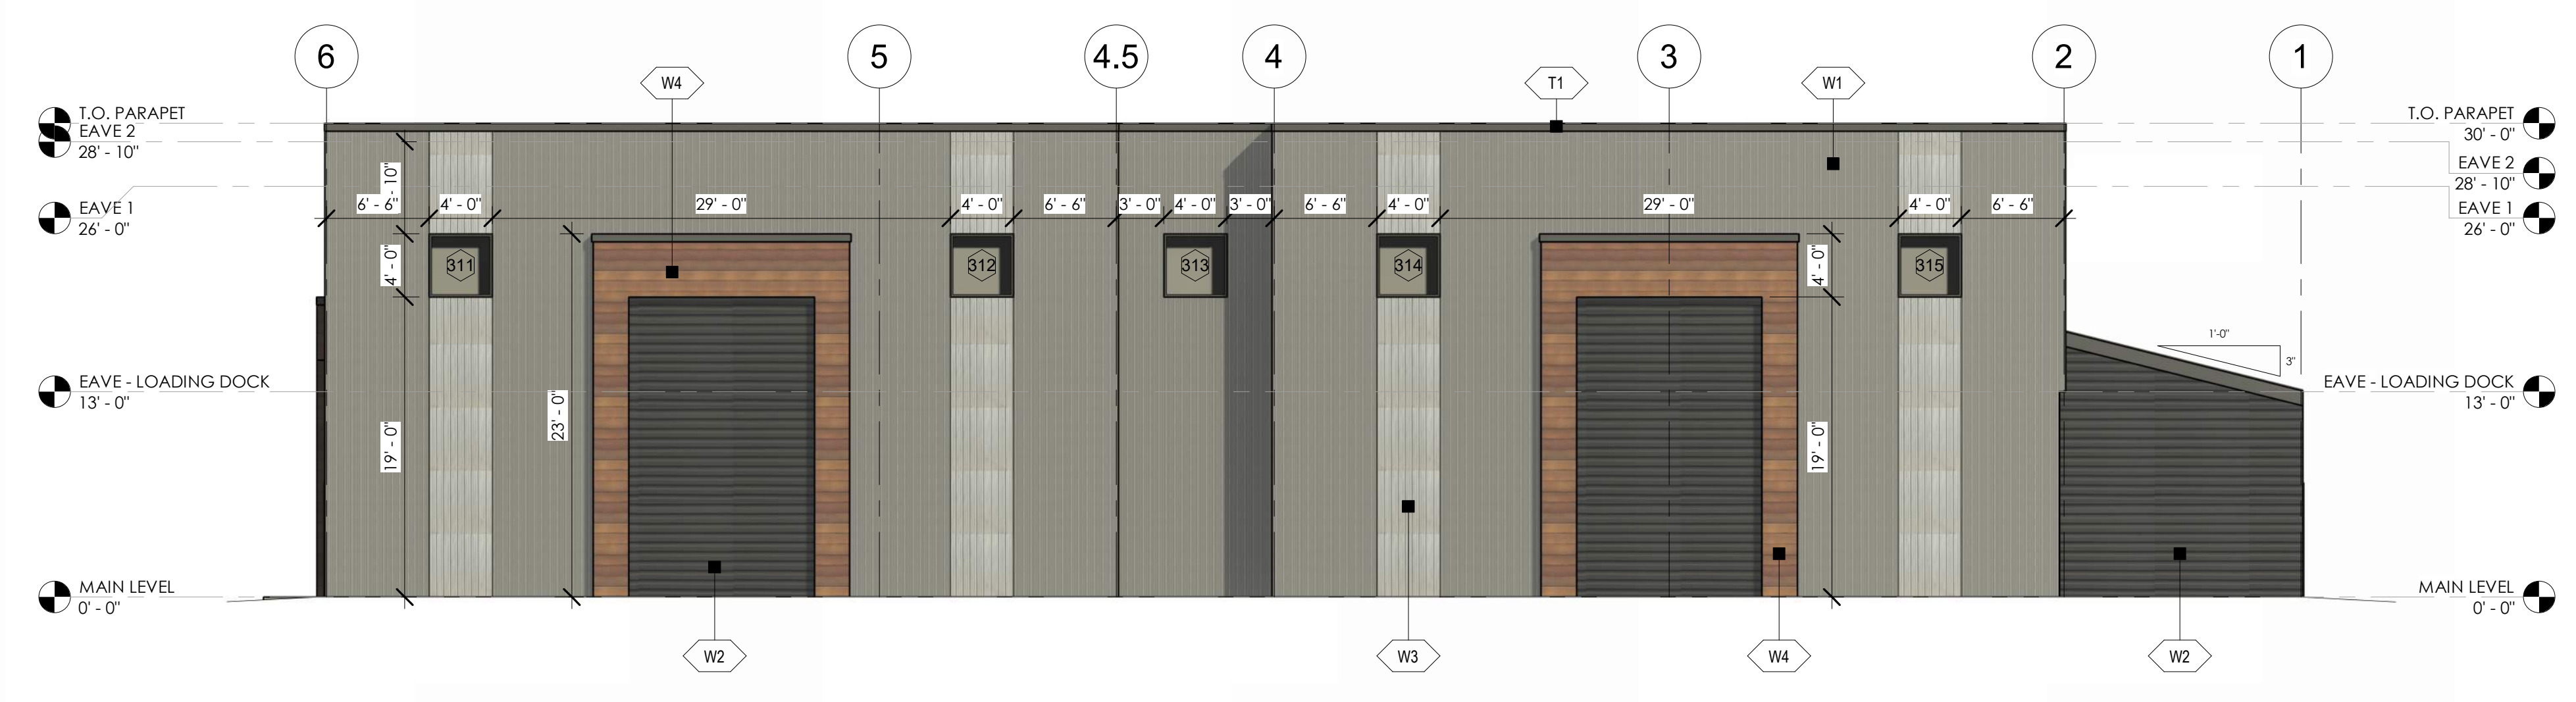 6
5
4.5
4
3
2
1
W4
T1
W1
T.O. PARAPET
EAVE 2
28' - 10"
EAVE 1
26' - 0"
T.O. PARAPET
30' - 0"
EAVE 2
28' - 10"
EAVE 1
26' - 0"
6' - 6"
4' - 0"
29' - 0"
4' - 0"
6' - 6"
3' - 0"
4' - 0"
3' - 0"
6' - 6"
4' - 0"
29' - 0"
4' - 0"
6' - 6"
- 10"
4' - 0"
311
312
313
314
4' - 0"
315
1'-0"
3"
EAVE - LOADING DOCK
13' - 0"
EAVE - LOADING DOCK
13' - 0"
19' - 0"
23' - 0"
19' - 0"
MAIN LEVEL
0' - 0"
MAIN LEVEL
0' - 0"
W2
W3
W4
W2